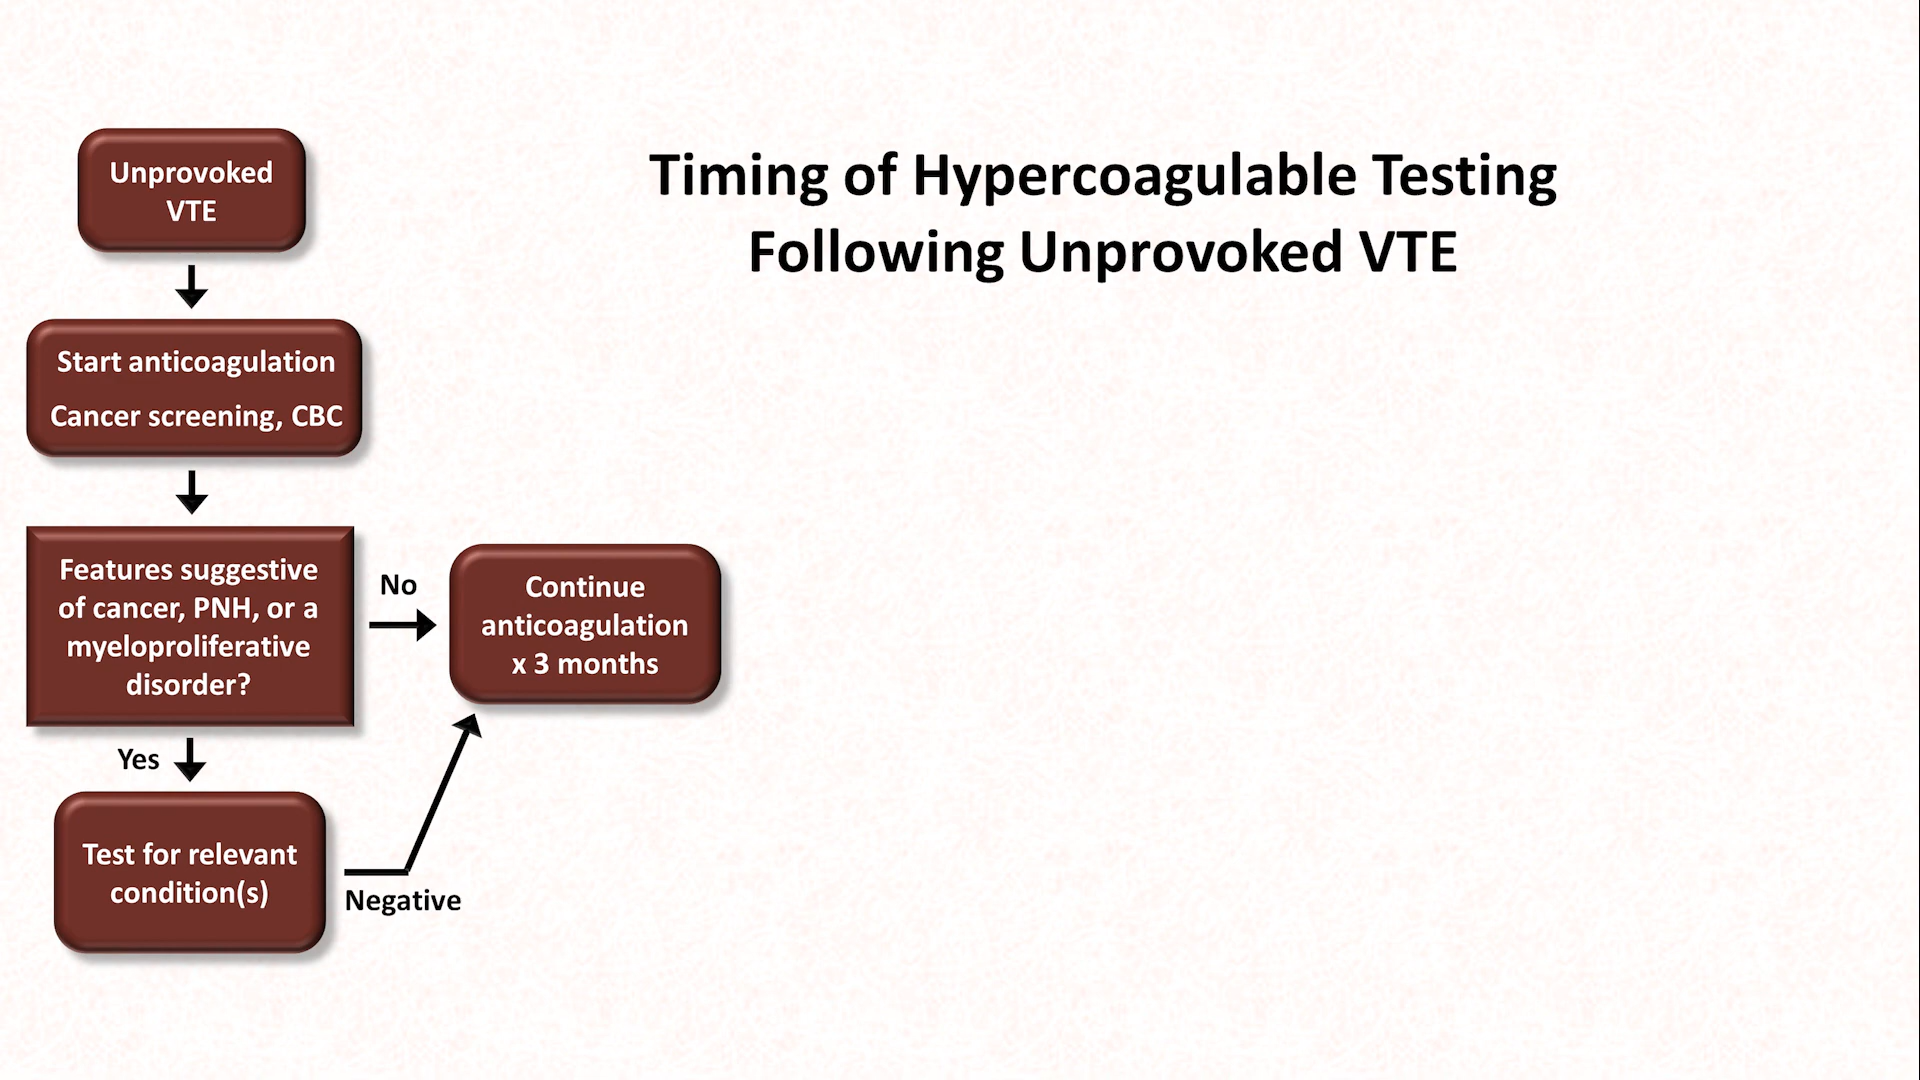 Timing of Hypercoagulable Testing
Following Unprovoked VTE
Unprovoked
VTE
Start anticoagulation
Cancer screening, CBC
Features suggestive
of cancer, PNH, or a
myeloproliferative
disorder?
No
Continue
anticoagulation
x 3 months
Yes
Test for relevant
condition(s)
Negative